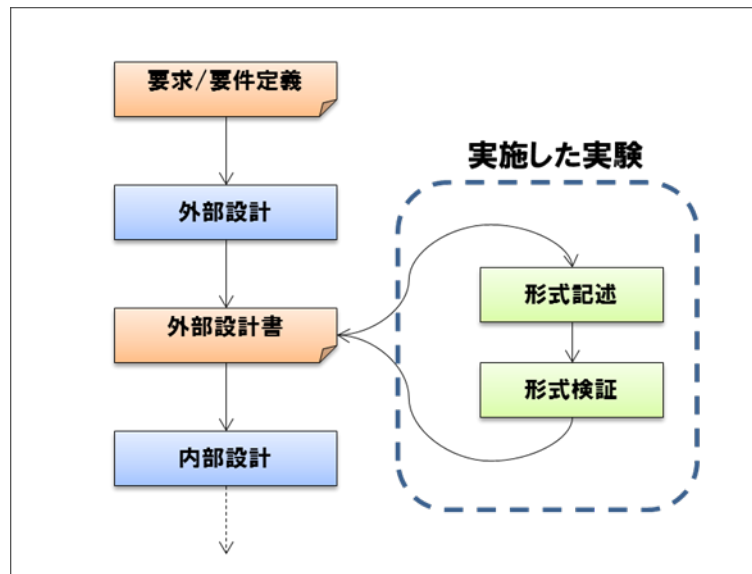 要求/要件定義
外部設計
外部設計書
内部設計
実施した実験
形式記述
形式検証